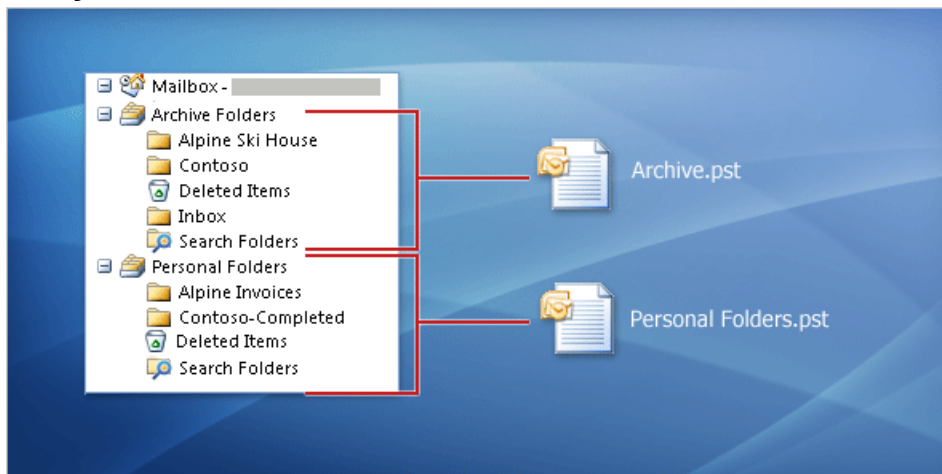 Mailbox -
Archive Folders
Alpine Ski House
Contoso
Deleted Items
Inbox
Search Folders
Personal Folders
Alpine Invoices
Contoso-Completed
Deleted Items
Search Folders
Archive.pst
Personal Folders.pst